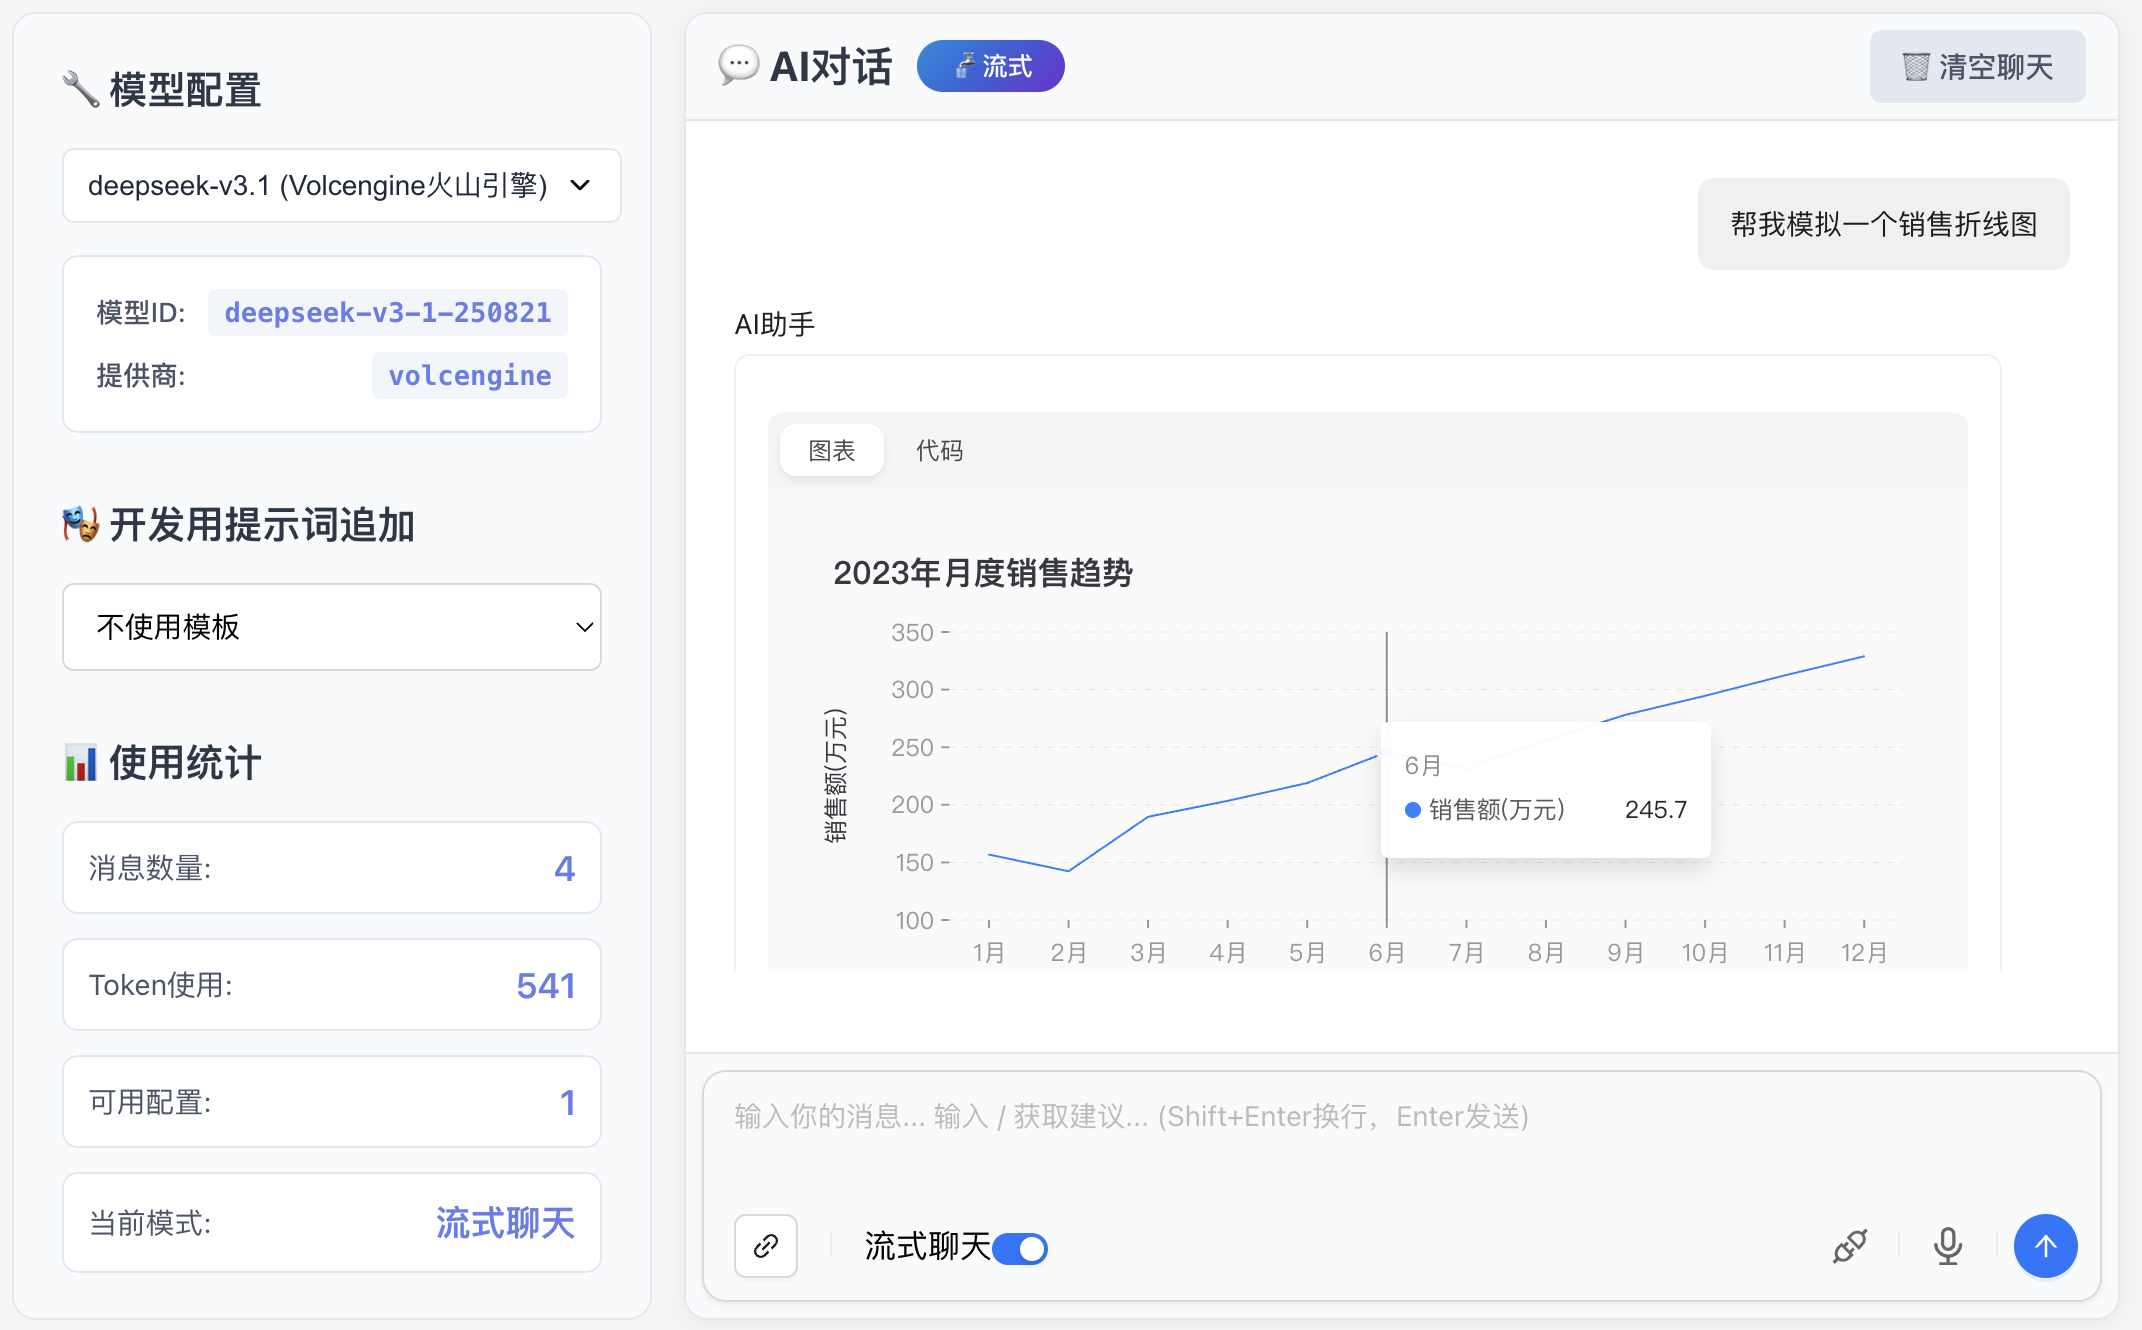 模型配置
deepseek-v3.1 (Volcengine火山引擎)
模型ID: deepseek-v3-1-250821
提供商: volcengine
开发用提示词追加
不使用模板
使用统计
消息数量: 4
Token使用: 541
可用配置: 1
当前模式: 流式聊天
AI对话 流式
清空聊天
帮我模拟一个销售折线图
AI助手
图表 代码
2023年月度销售趋势
销售额(万元)
350
300
250
200
150
100
1月 2月 3月 4月 5月 6月 7月 8月 9月 10月 11月 12月
6月
销售额(万元) 245.7
输入你的消息... 输入 / 获取建议... (Shift+Enter换行，Enter发送)
流式聊天